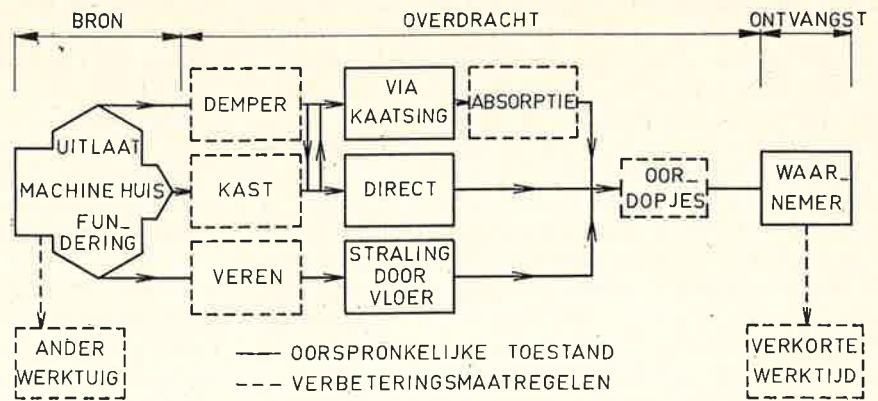 BRON OVERDRACHT ONTVANGST
DEMPER
VIA
KAATSING
ABSORPTIE
UITLAAT
MACHINE HUIS
FUN_
DERING
KAST
DIRECT
OOR_
DOPJES
WAAR_
NEMER
VEREN
STRALING
DOOR
VLOER
ANDER
WERKTUIG
OORSPRONKELIJKE TOESTAND
VERBETERINGSMAATREGELEN
VERKORTE
WERKTIJD